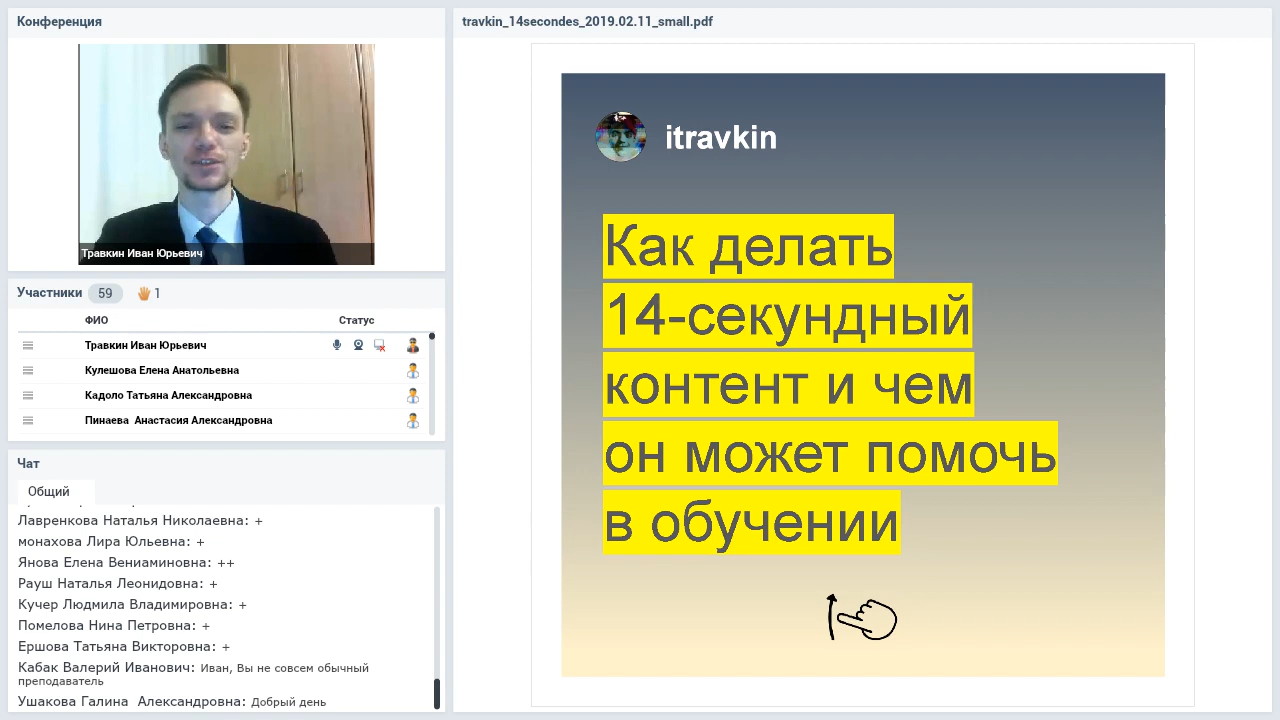 Конференция
Травкин Иван Юрьевич
Участники 59 1
ФИО Статус
Травкин Иван Юрьевич
Кулешова Елена Анатольевна
Кадоло Татьяна Александровна
Пинаева Анастасия Александровна
Чат
Общий
Лавренкова Наталья Николаевна: +
монахова Лира Юльевна: +
Янова Елена Вениаминовна: ++
Рауш Наталья Леонидовна: +
Кучер Людмила Владимировна: +
Помелова Нина Петровна: +
Ершова Татьяна Викторовна: +
Кабак Валерий Иванович: Иван, Вы не совсем обычный
преподаватель
Ушакова Галина Александровна: Добрый день
travkin_14secondes_2019.02.11_small.pdf
itravkin
Как делать
14-секундный
контент и чем
он может помочь
в обучении